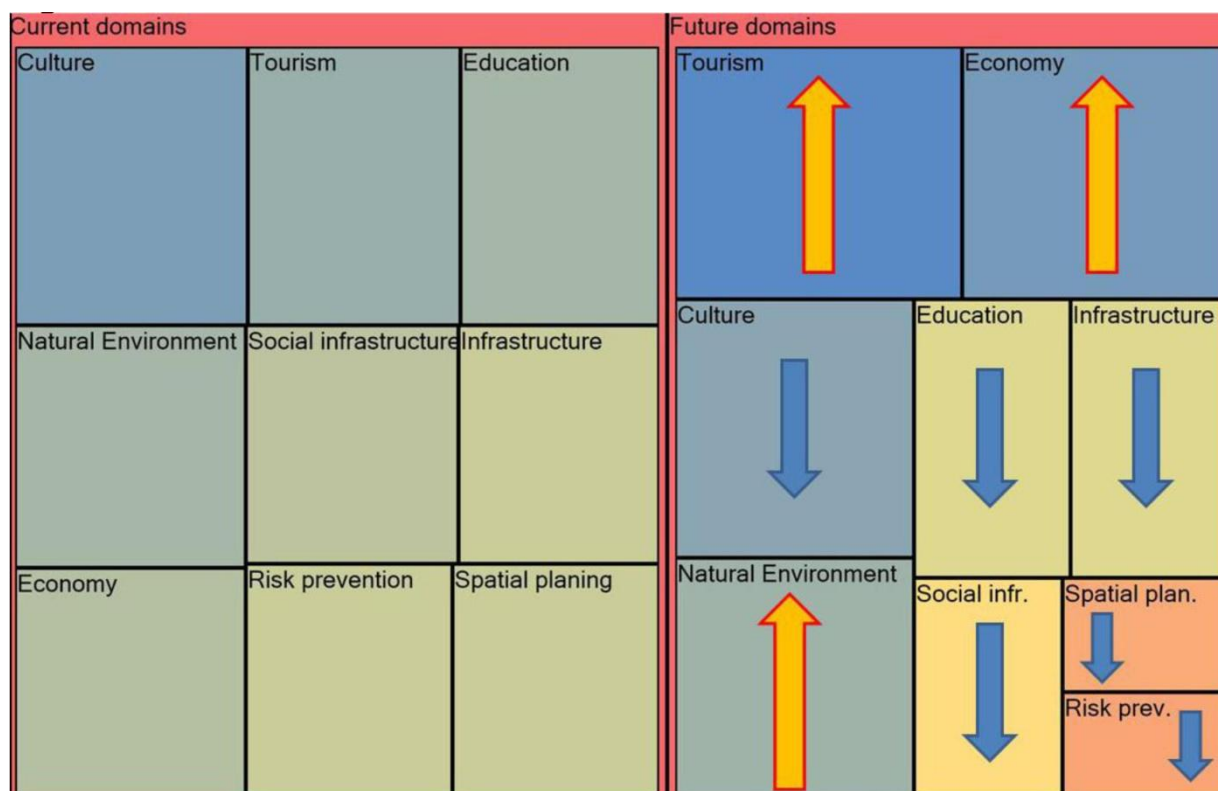 Current domains
Culture
Tourism
Education
Natural Environment
Social infrastructure
Infrastructure
Economy
Risk prevention
Spatial planing
Future domains
Tourism
Economy
Culture
Education
Infrastructure
Natural Environment
Social infr.
Spatial plan.
Risk prev.